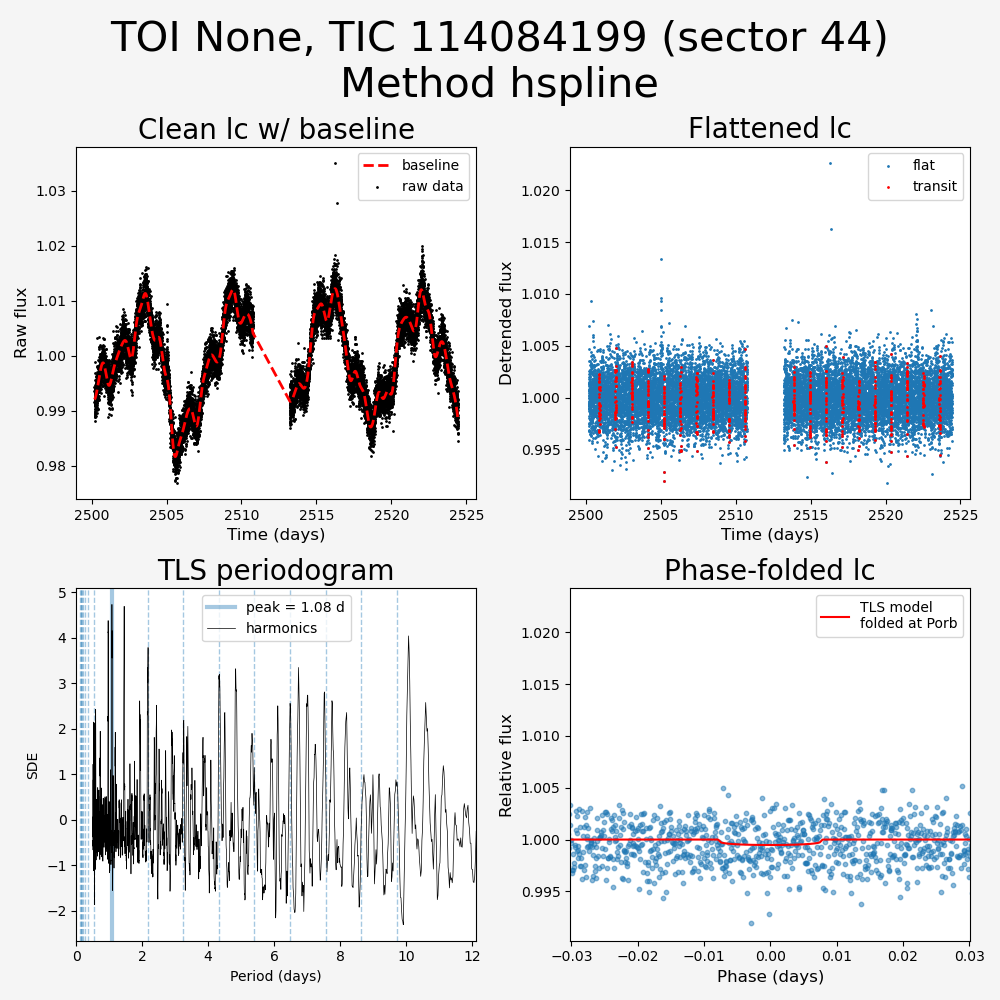 TOI None, TIC 114084199 (sector 44)
Method hspline
Clean lc w/ baseline
baseline
raw data
1.03
1.02
1.01
1.00
0.99
0.98
Raw flux
2500 2505 2510 2515 2520 2525
Time (days)
Flattened lc
flat
transit
1.020
1.015
1.010
1.005
1.000
0.995
Detrended flux
2500 2505 2510 2515 2520 2525
Time (days)
TLS periodogram
peak = 1.08 d
harmonics
5
4
3
2
1
0
−1
−2
SDE
0 2 4 6 8 10 12
Period (days)
Phase-folded lc
TLS model
folded at Porb
1.020
1.015
1.010
1.005
1.000
0.995
Relative flux
−0.03 −0.02 −0.01 0.00 0.01 0.02 0.03
Phase (days)